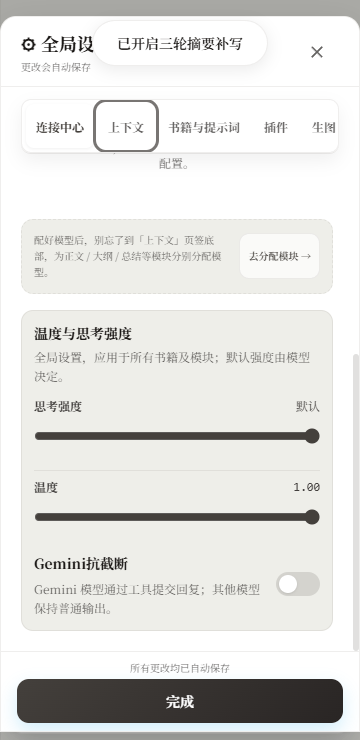 全局设
已开启三轮摘要补写
更改会自动保存
连接中心
上下文
书籍与提示词
插件
生图
配置。
配好模型后，别忘了到「上下文」页签底
部，为正文 / 大纲 / 总结等模块分别分配模
型。
去分配模块 →
温度与思考强度
全局设置，应用于所有书籍及模块；默认强度由模型
决定。
思考强度
默认
温度
1.00
Gemini抗截断
Gemini 模型通过工具提交回复；其他模型
保持普通输出。
所有更改均已自动保存
完成